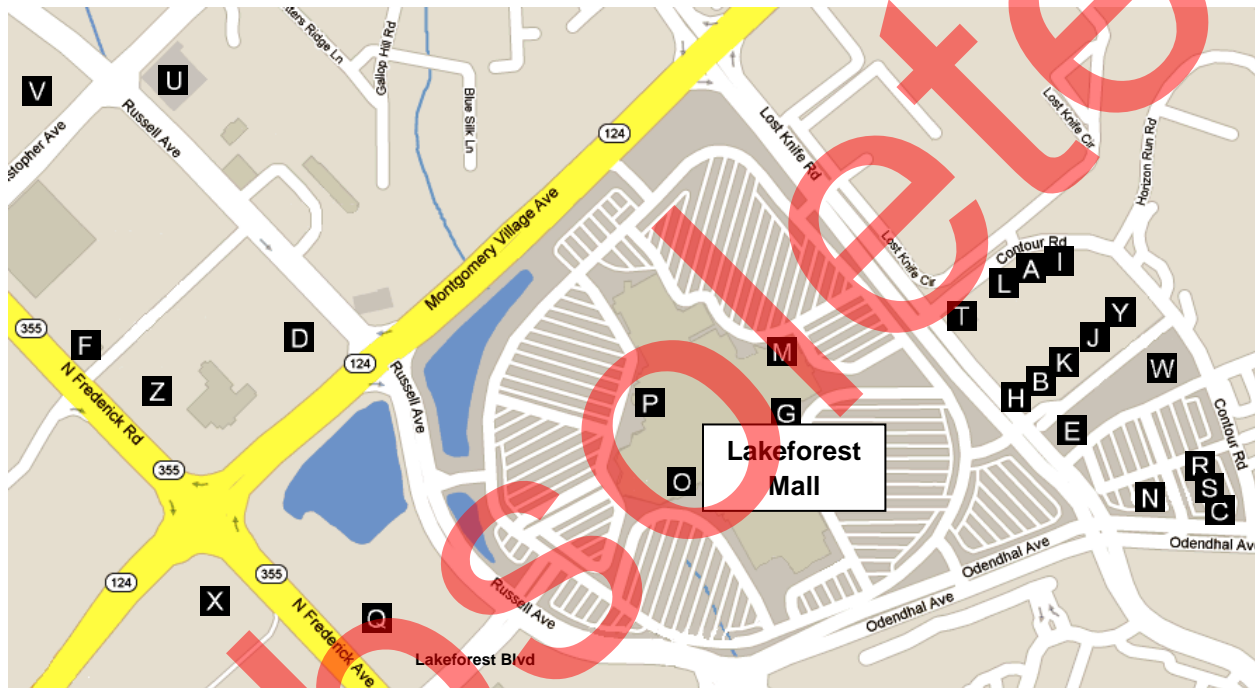 ters Ridge Ln
Gallop Hill Rd
Blue Silk Ln
V
U
Russell Ave
stopher Ave
124
Montgomery Village Ave
Lost Knife Rd
Lost Knife Cir
Horizon Run Rd
Lost Knife Cir
Contour Rd
I
A
L
T
Y
J
K
B
H
W
E
355
F
D
N Frederick Rd
Z
124
Russell Ave
M
P
G
Lakeforest
Mall
O
355
Contour Rd
R
S
N
C
Odendhal Ave
Odendhal Ave
Odendhal Ave
124
355
X
N Frederick Ave
Q
Russell Ave
Lakeforest Blvd
bsolete